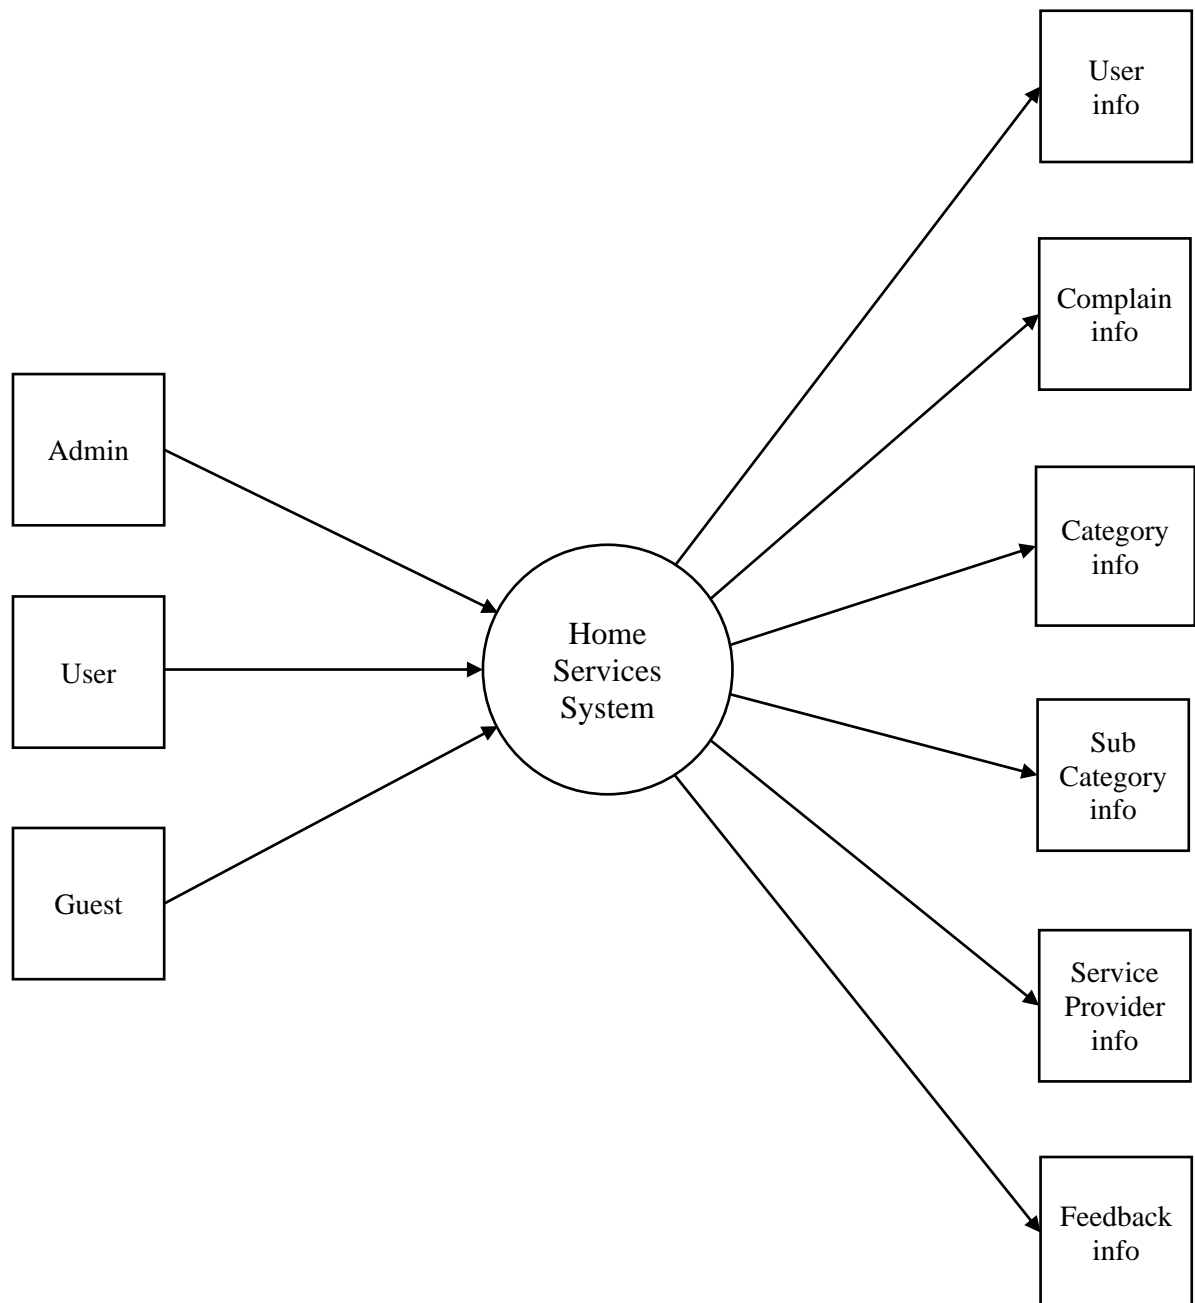 Admin
User
Guest
Home
Services
System
User
info
Complain
info
Category
info
Sub
Category
info
Service
Provider
info
Feedback
info